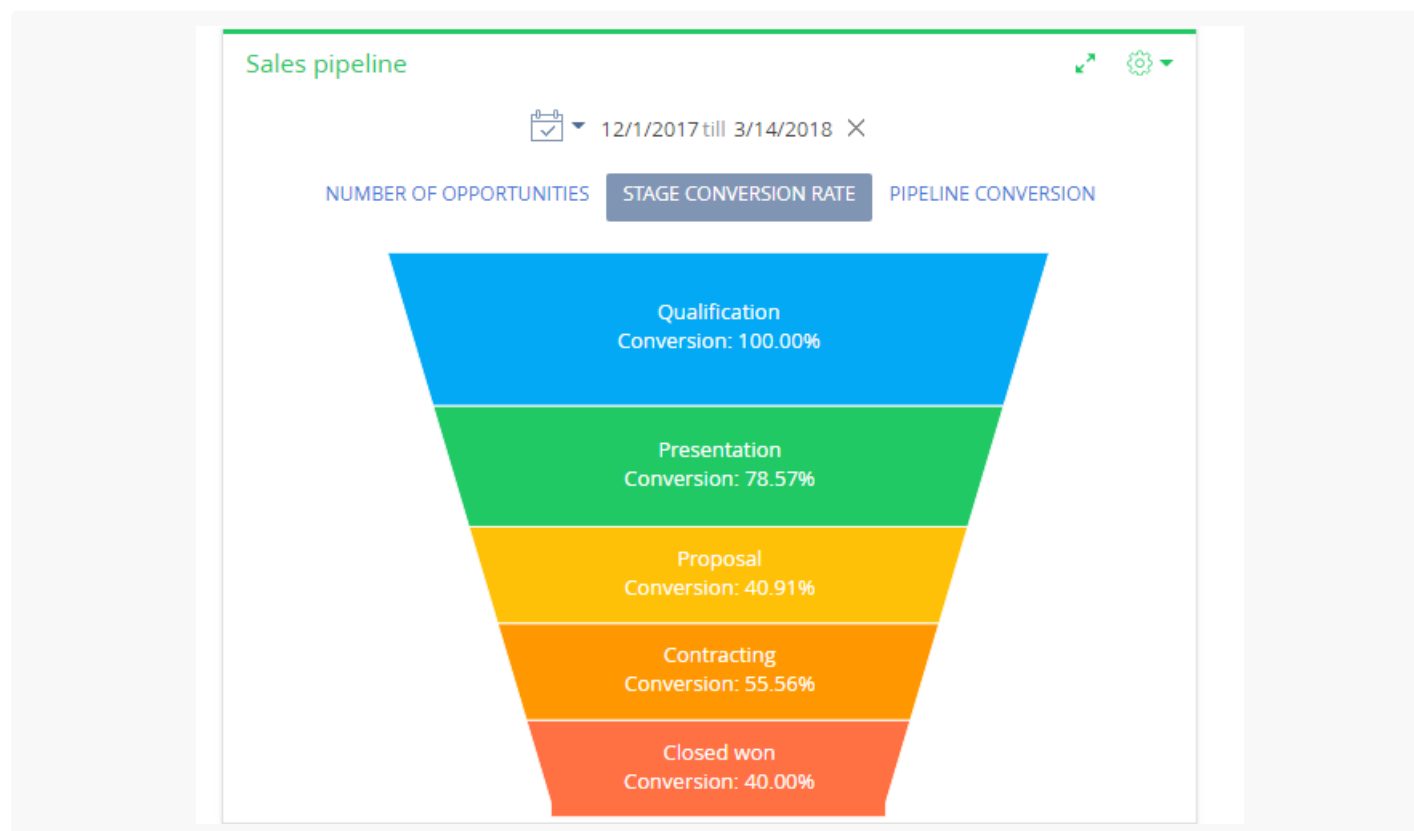 Sales pipeline
12/1/2017 till 3/14/2018
NUMBER OF OPPORTUNITIES STAGE CONVERSION RATE PIPELINE CONVERSION
Qualification
Conversion: 100.00%
Presentation
Conversion: 78.57%
Proposal
Conversion: 40.91%
Contracting
Conversion: 55.56%
Closed won
Conversion: 40.00%